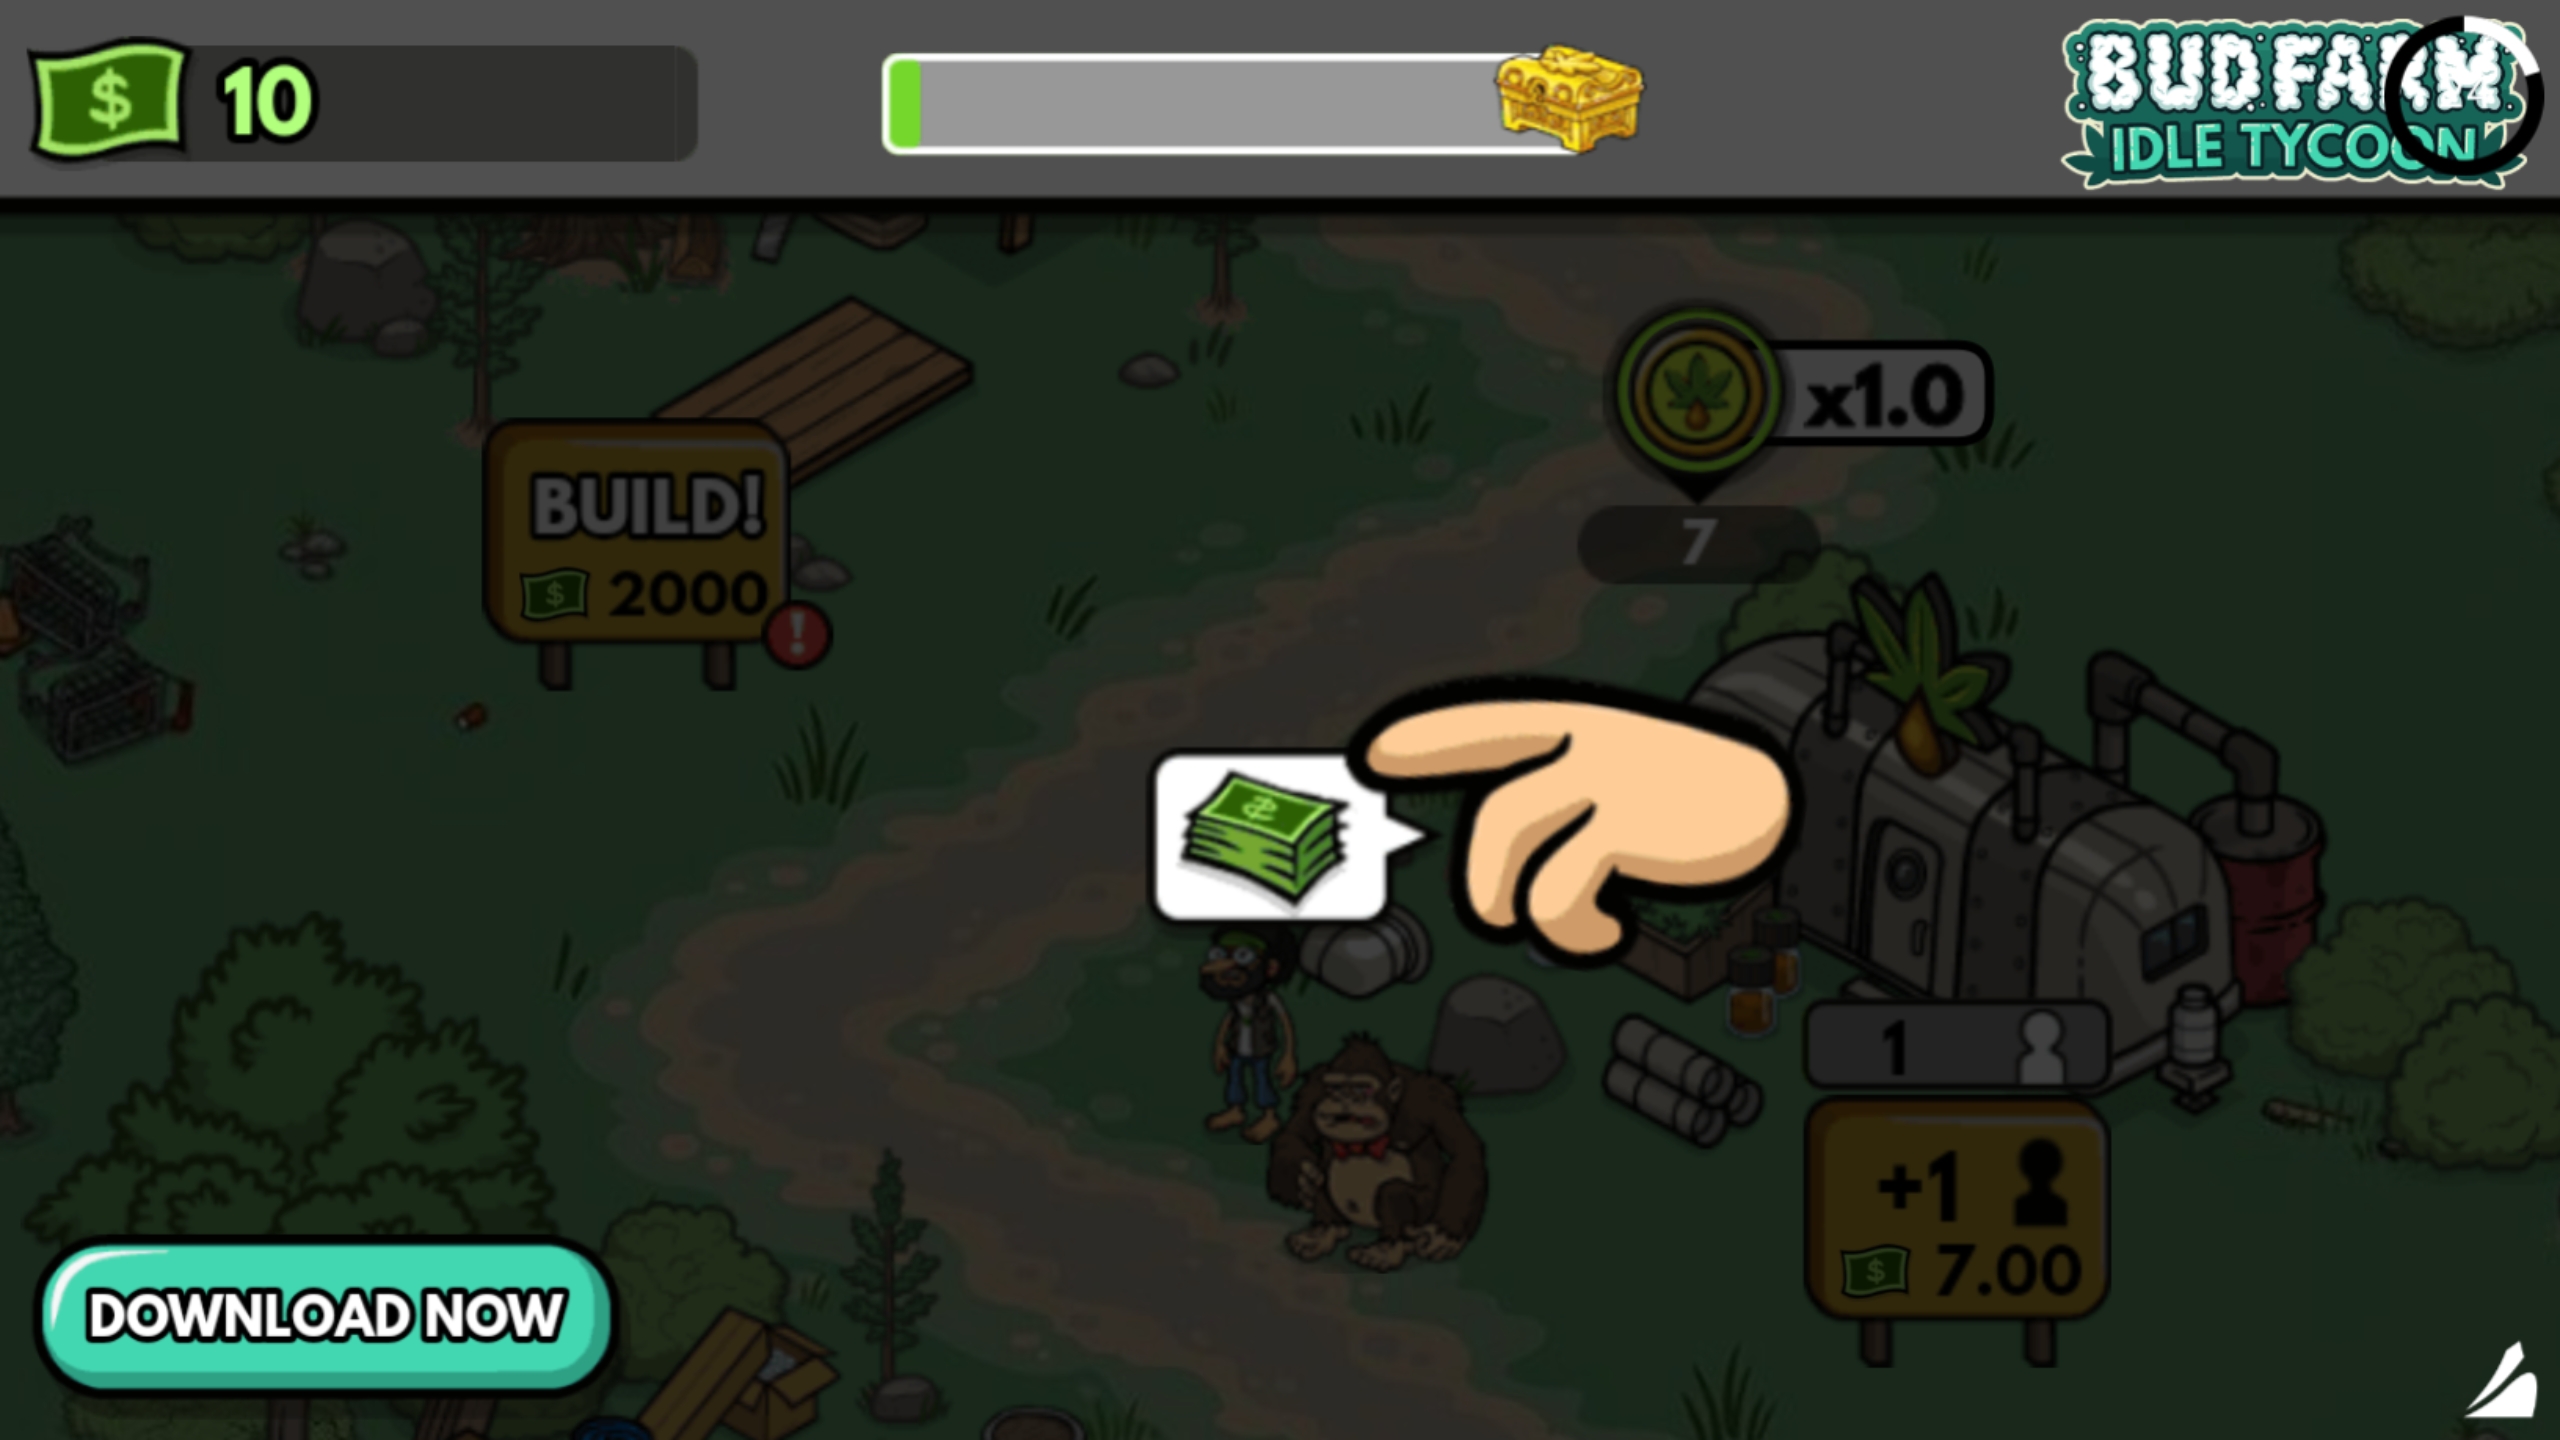 10
BUD FARM
IDLE TYCOON
x1.0
BUILD!
$ 2000
!
7
$
1
+1
$ 7.00
DOWNLOAD NOW